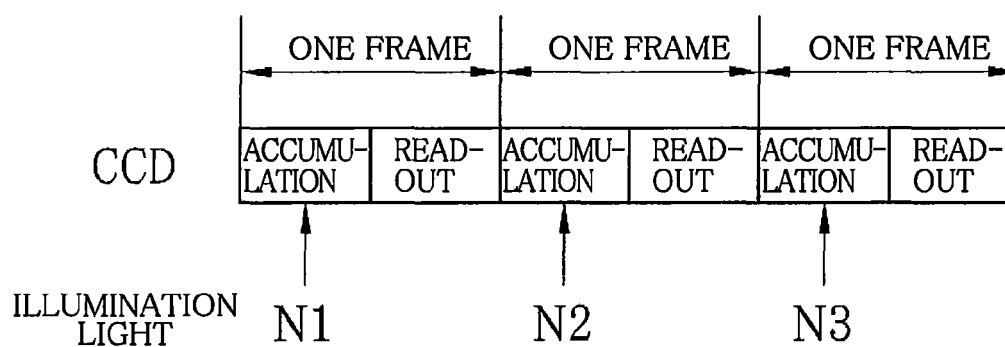 ONE FRAME ONE FRAME ONE FRAME
CCD
ACCUMU-
LATION
READ-
OUT
ACCUMU-
LATION
READ-
OUT
ACCUMU-
LATION
READ-
OUT
ILLUMINATION
LIGHT
N1 N2 N3